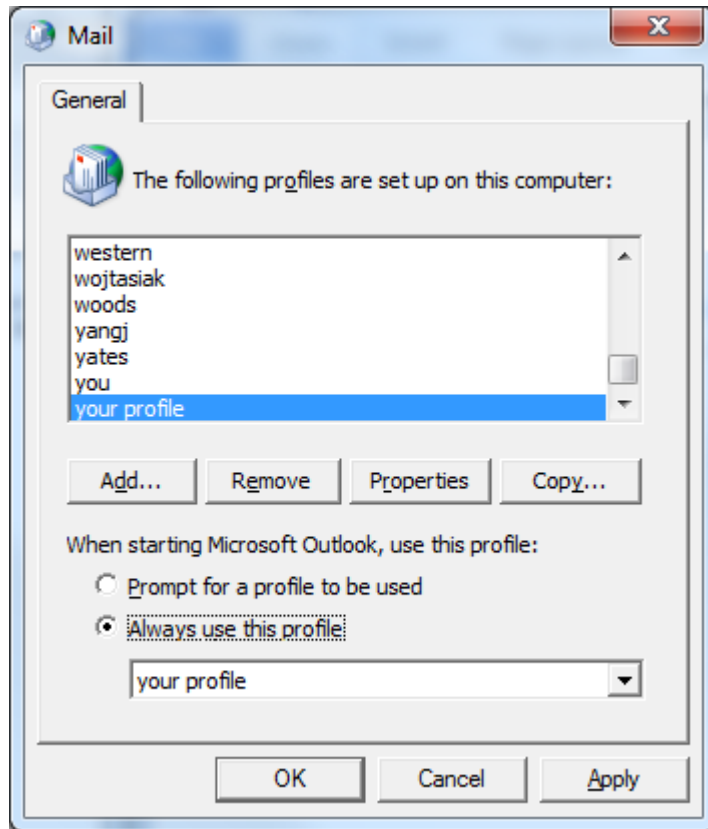 Mail
General
The following profiles are set up on this computer:
western
wojtasiak
woods
yangj
yates
you
your profile
Add... Remove Properties Copy...
When starting Microsoft Outlook, use this profile:
Prompt for a profile to be used
Always use this profile
your profile
OK Cancel Apply